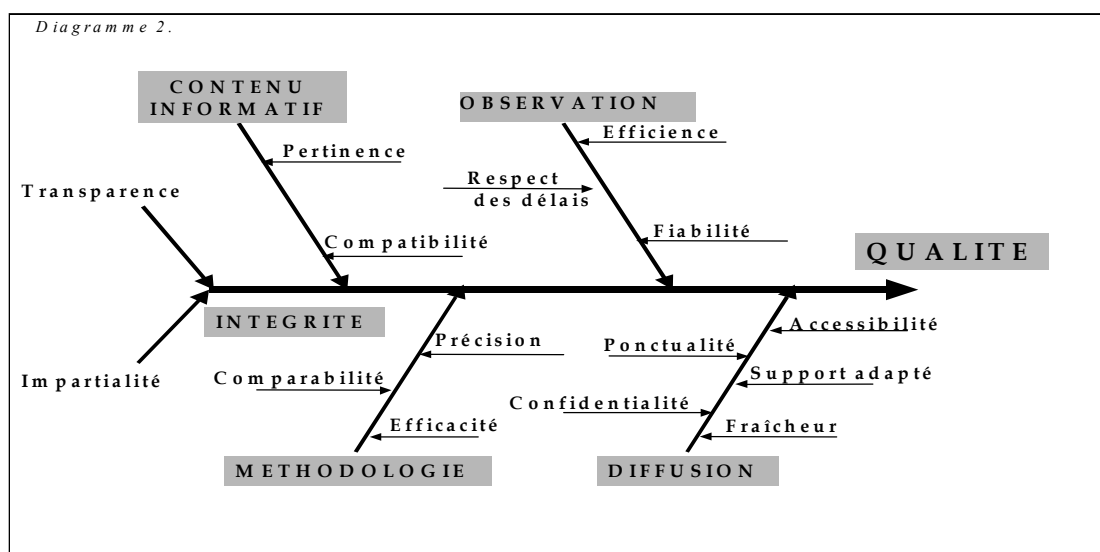 Diagramme 2.
CONTENU
INFORMATIF
OBSERVATION
Efficience
Pertinence
Respect
des délais
Transparence
Compatibilité
Fiabilité
QUALITE
INTEGRITE
Accessibilité
Précision
Ponctualité
Impartialité
Comparabilité
Support adapté
Confidentialité
Efficacité
Fraîcheur
METHODOLOGIE
DIFFUSION